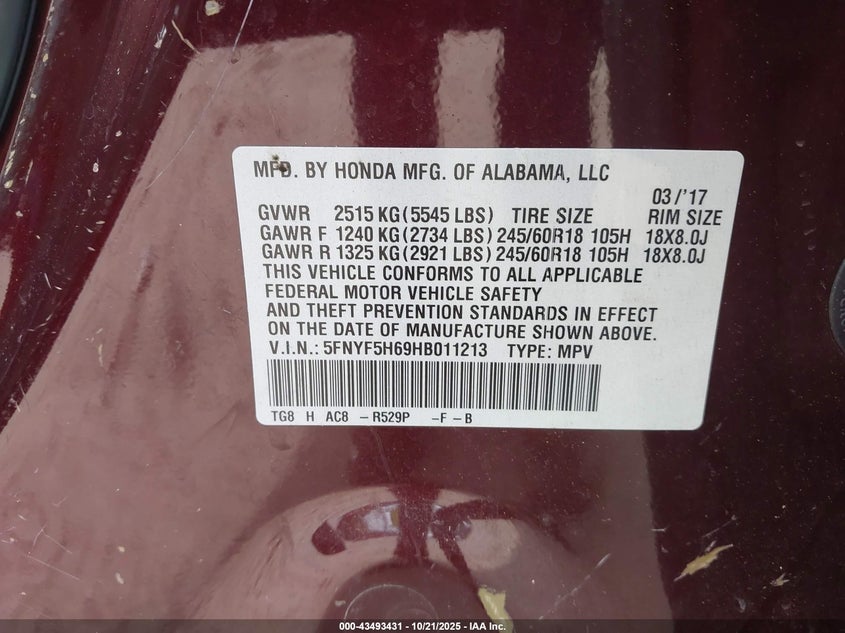 MFD. BY HONDA MFG. OF ALABAMA, LLC
03/'17
GVWR 2515 KG (5545 LBS) TIRE SIZE RIM SIZE
GAWR F 1240 KG (2734 LBS) 245/60R18 105H 18X8.0J
GAWR R 1325 KG (2921 LBS) 245/60R18 105H 18X8.0J
THIS VEHICLE CONFORMS TO ALL APPLICABLE
FEDERAL MOTOR VEHICLE SAFETY
AND THEFT PREVENTION STANDARDS IN EFFECT
ON THE DATE OF MANUFACTURE SHOWN ABOVE.
V.I.N.: 5FNYF5H69HB011213 TYPE: MPV
TG8 H AC8 -R529P -F-B
000-43493431 - 10/21/2025 - IAA Inc.